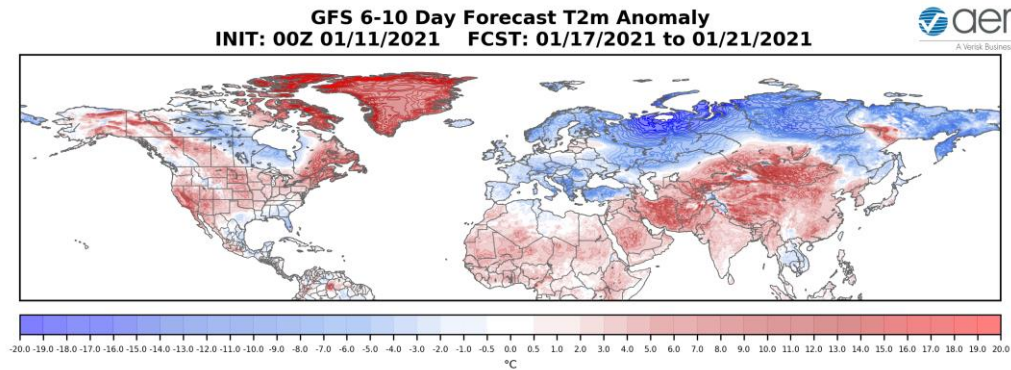 GFS 6-10 Day Forecast T2m Anomaly
INIT: 00Z 01/11/2021 FCST: 01/17/2021 to 01/21/2021
aer
A Verisk Business
-20.0 -19.0 -18.0 -17.0 -16.0 -15.0 -14.0 -13.0 -12.0 -11.0 -10.0 -9.0 -8.0 -7.0 -6.0 -5.0 -4.0 -3.0 -2.0 -1.0 -0.5 0.0 0.5 1.0 2.0 3.0 4.0 5.0 6.0 7.0 8.0 9.0 10.0 11.0 12.0 13.0 14.0 15.0 16.0 17.0 18.0 19.0 20.0
°C